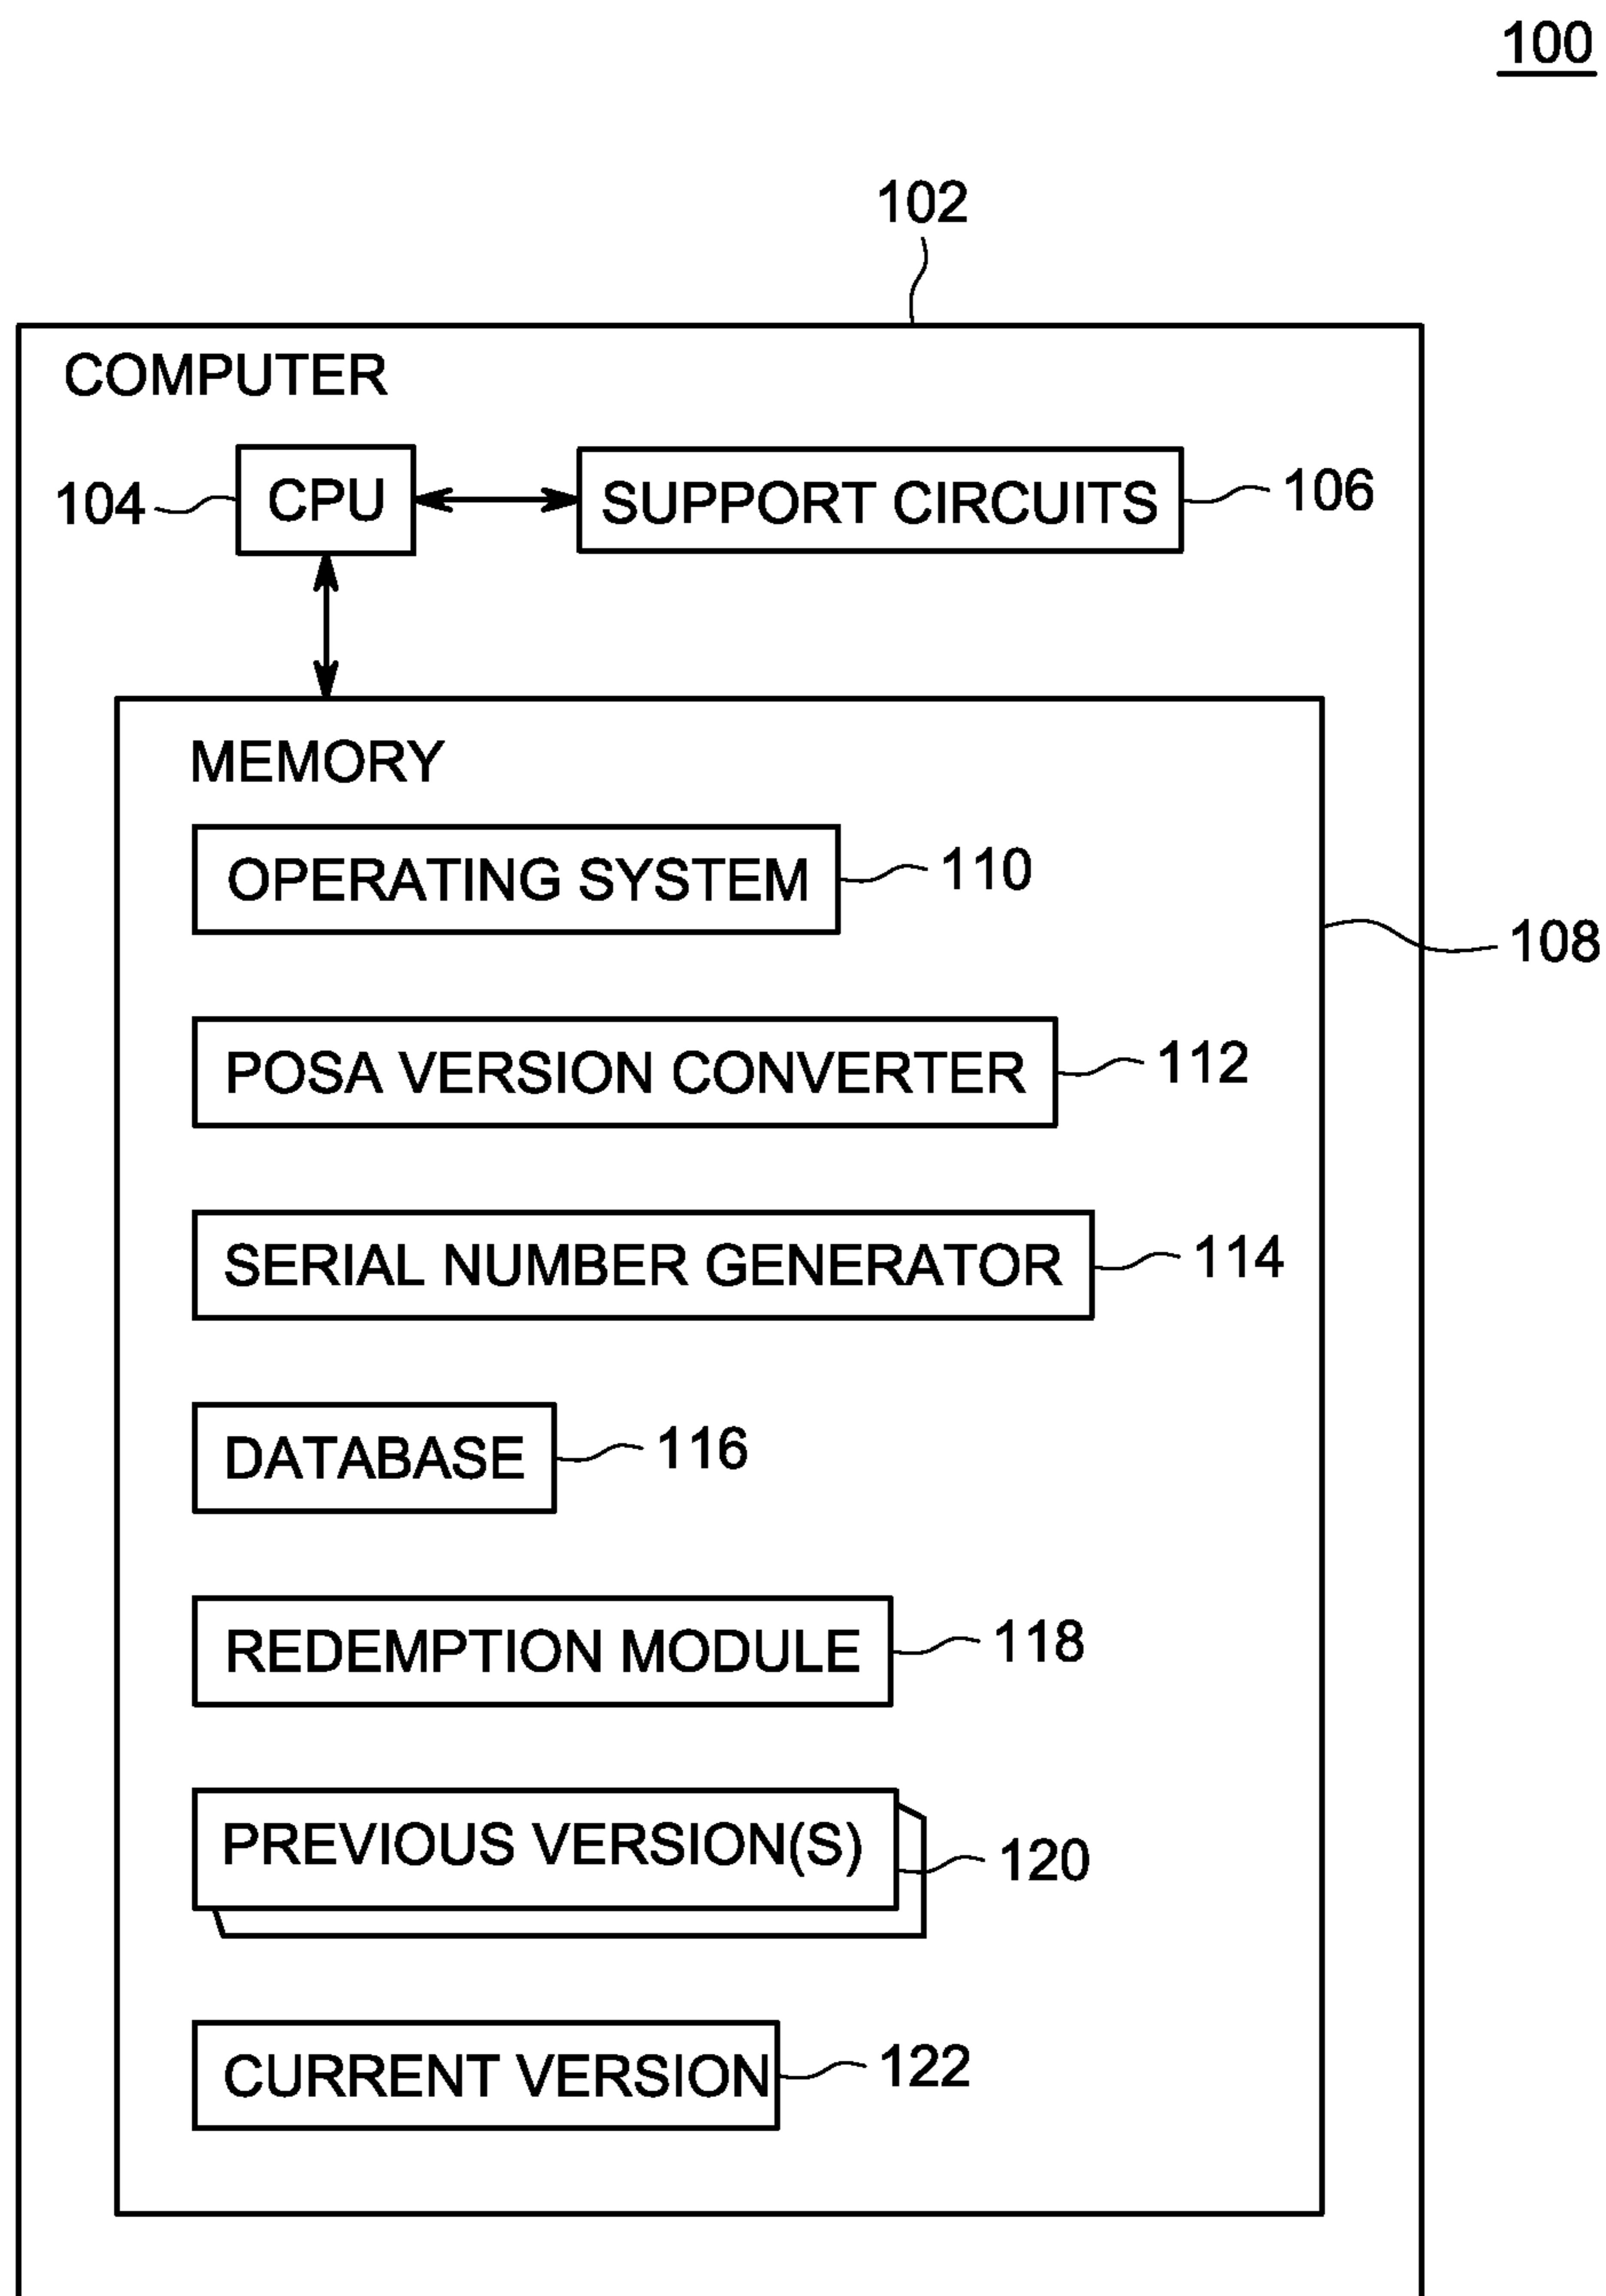 100
102
COMPUTER
104
CPU
SUPPORT CIRCUITS
106
MEMORY
OPERATING SYSTEM
110
108
POSA VERSION CONVERTER
112
SERIAL NUMBER GENERATOR
114
DATABASE
116
REDEMPTION MODULE
118
PREVIOUS VERSION(S)
120
CURRENT VERSION
122